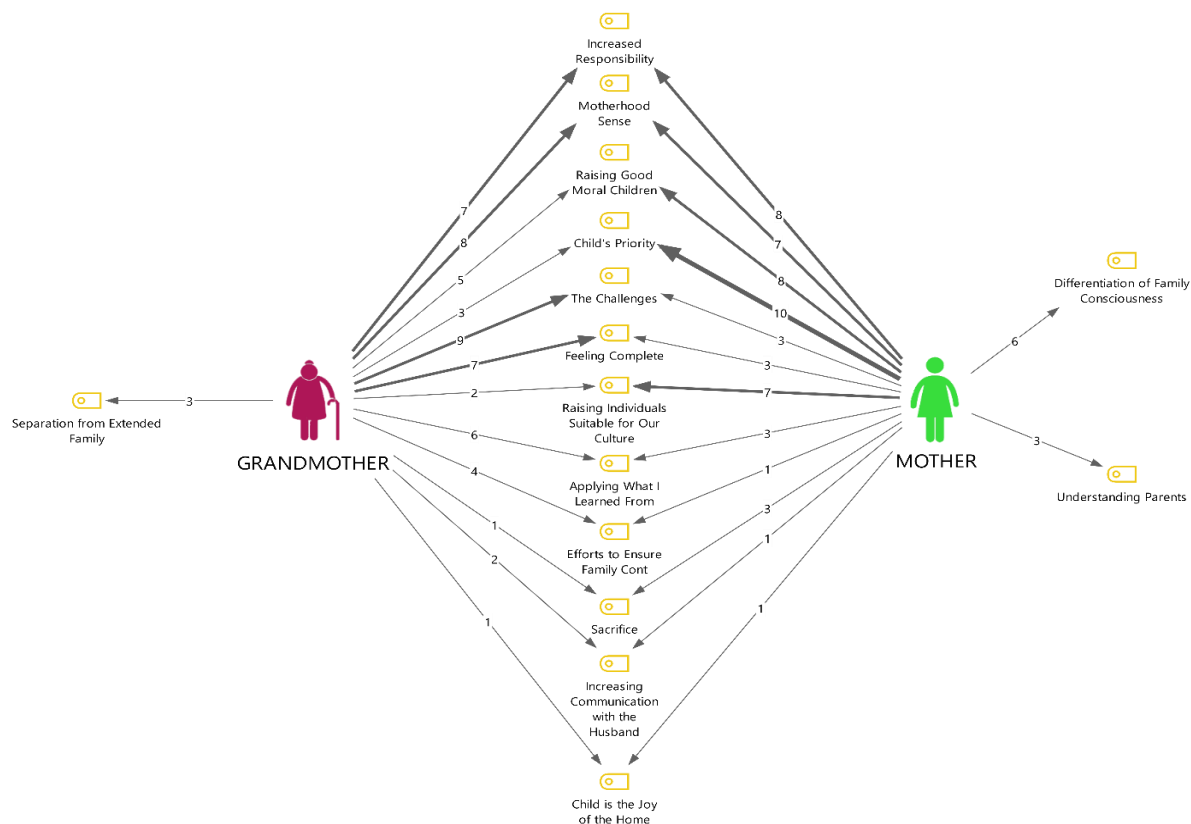 Increased
Responsibility
Motherhood
Sense
Raising Good
Moral Children
Child's Priority
The Challenges
Feeling Complete
Raising Individuals
Suitable for Our
Culture
Applying What I
Learned From
Efforts to Ensure
Family Cont
Sacrifice
Increasing
Communication
with the
Husband
Child is the Joy
of the Home
7
8
5
3
9
7
2
6
4
1
2
1
8
7
8
10
3
3
7
3
1
3
1
1
3
Separation from Extended
Family
GRANDMOTHER
MOTHER
6
Differentiation of Family
Consciousness
3
Understanding Parents